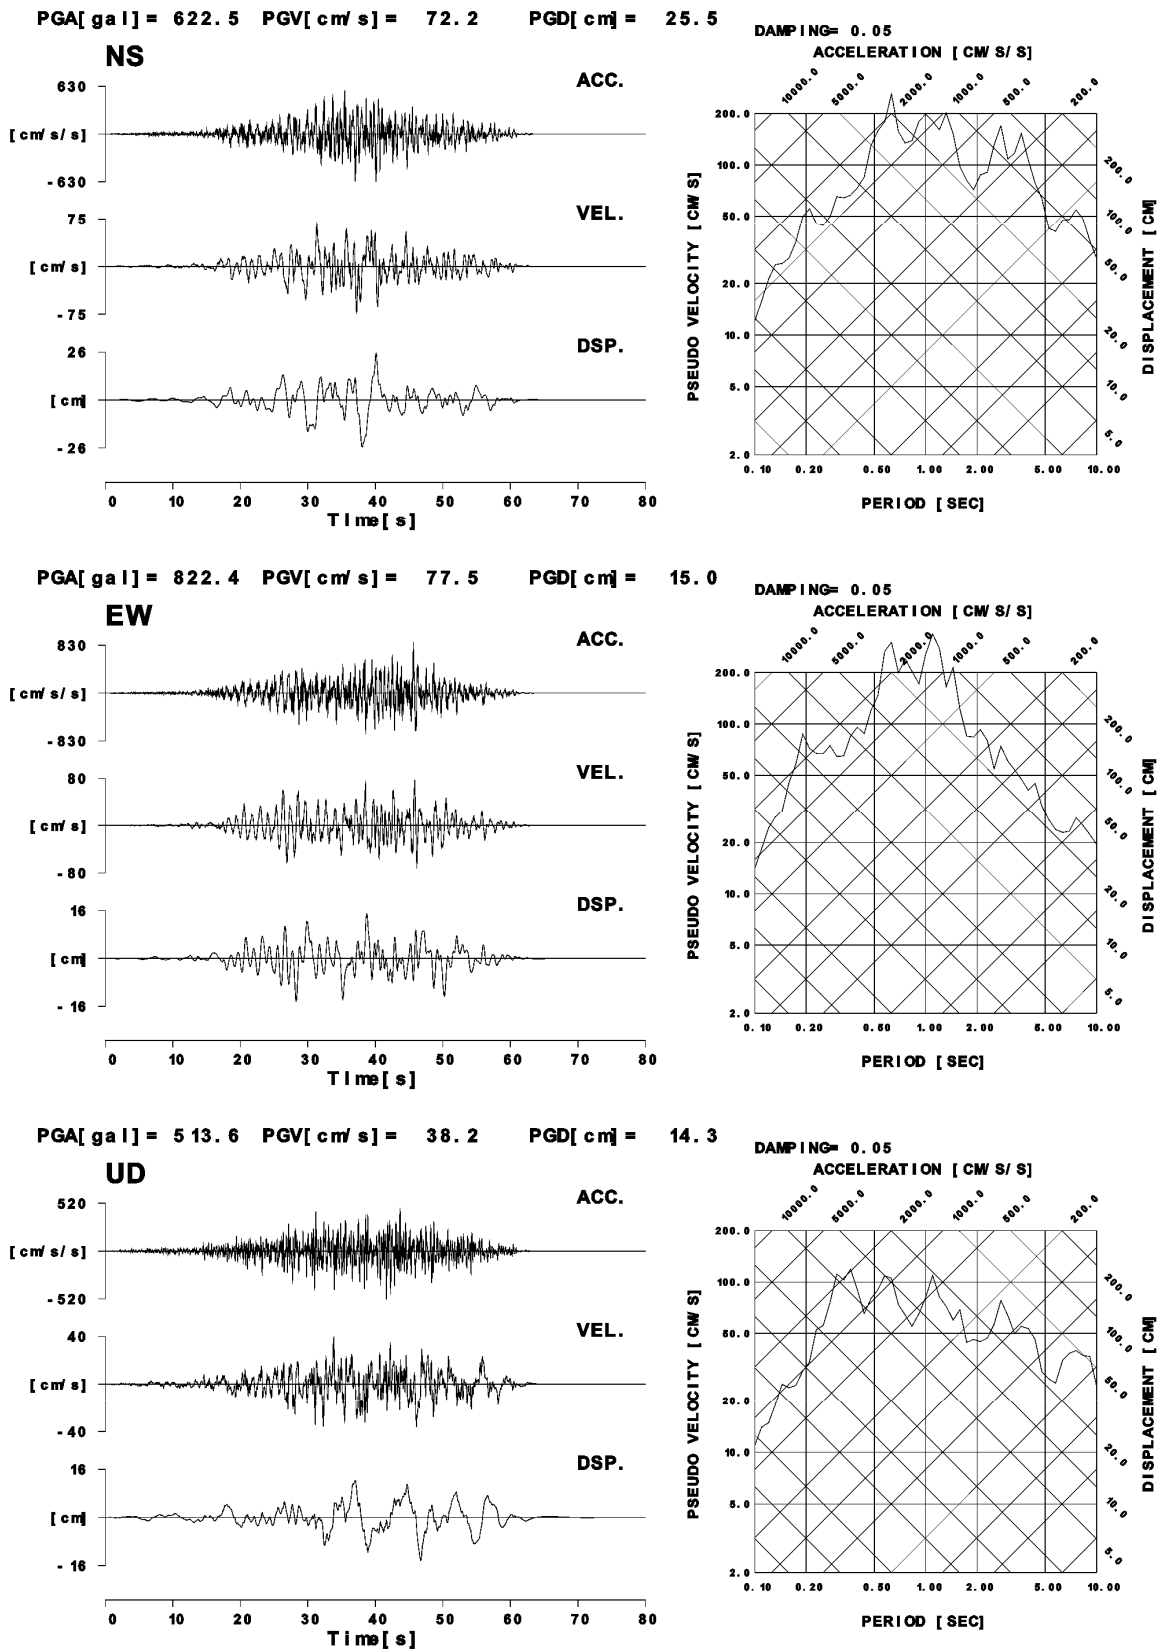 PGA[gal]= 622.5 PGV[cm/s]= 72.2 PGD[cm]= 25.5
DAMPING= 0.05
ACCELERATION [CM/S/S]
NS
ACC.
630
[cm/s/s]
-630
VEL.
75
[cm/s]
-75
DSP.
26
[cm]
-26
0 10 20 30 40 50 60 70 80
Time[s]
10000.0 5000.0 2000.0 1000.0 500.0 200.0
200.0
100.0
50.0
20.0
10.0
5.0
2.0
PSEUDO VELOCITY [CM/S]
200.0
100.0
50.0
20.0
10.0
5.0
DISPLACEMENT [CM]
0.10 0.20 0.50 1.00 2.00 5.00 10.00
PERIOD [SEC]
PGA[gal]= 822.4 PGV[cm/s]= 77.5 PGD[cm]= 15.0
DAMPING= 0.05
ACCELERATION [CM/S/S]
EW
ACC.
830
[cm/s/s]
-830
VEL.
80
[cm/s]
-80
DSP.
16
[cm]
-16
0 10 20 30 40 50 60 70 80
Time[s]
10000.0 5000.0 2000.0 1000.0 500.0 200.0
200.0
100.0
50.0
20.0
10.0
5.0
2.0
PSEUDO VELOCITY [CM/S]
200.0
100.0
50.0
20.0
10.0
5.0
DISPLACEMENT [CM]
0.10 0.20 0.50 1.00 2.00 5.00 10.00
PERIOD [SEC]
PGA[gal]= 513.6 PGV[cm/s]= 38.2 PGD[cm]= 14.3
DAMPING= 0.05
ACCELERATION [CM/S/S]
UD
ACC.
520
[cm/s/s]
-520
VEL.
40
[cm/s]
-40
DSP.
16
[cm]
-16
0 10 20 30 40 50 60 70 80
Time[s]
10000.0 5000.0 2000.0 1000.0 500.0 200.0
200.0
100.0
50.0
20.0
10.0
5.0
2.0
PSEUDO VELOCITY [CM/S]
200.0
100.0
50.0
20.0
10.0
5.0
DISPLACEMENT [CM]
0.10 0.20 0.50 1.00 2.00 5.00 10.00
PERIOD [SEC]